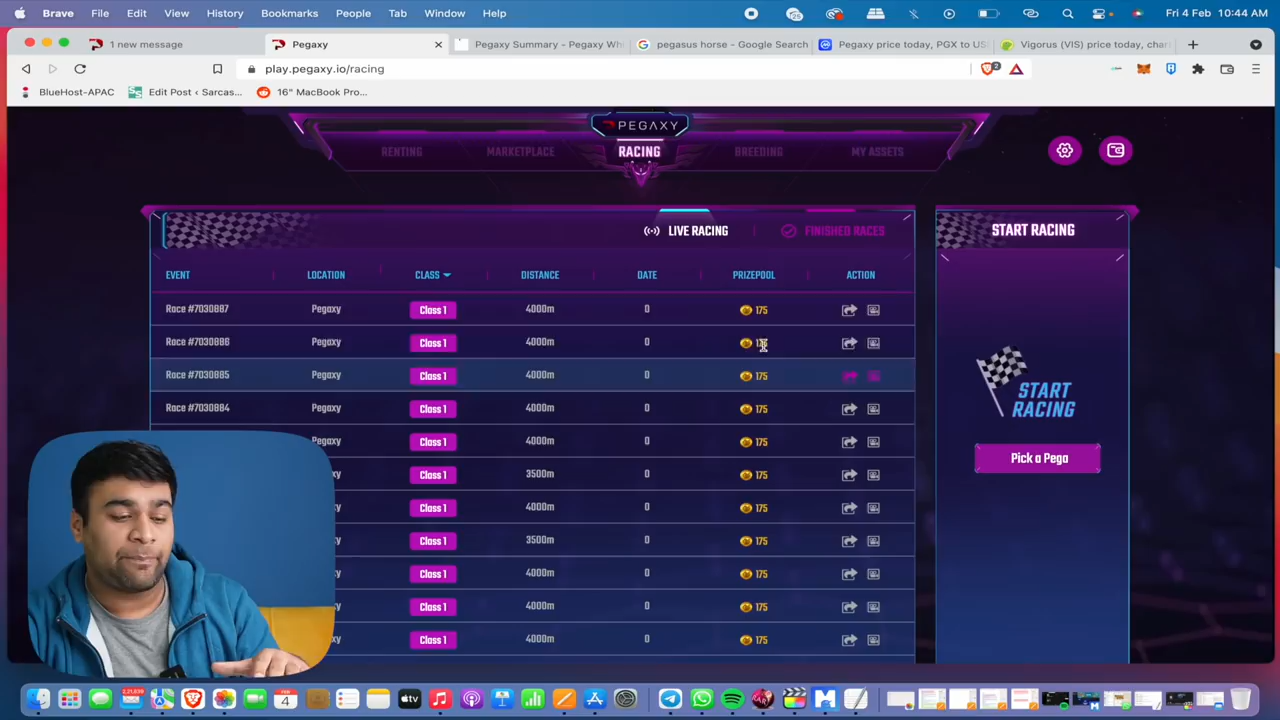 Brave File Edit View History Bookmarks People Tab Window Help Fri 4 Feb 10:44 AM
1 new message Pegaxy Pegaxy Summary - Pegaxy Wh pegasus horse - Google Search Pegaxy price today, PGX to US Vigorus (VIS) price today, char
play.pegaxy.io/racing 2
BlueHost-APAC Edit Post ‹ Sarcas... 16" MacBook Pro...
PEGAXY
RENTING MARKETPLACE RACING BREEDING MY ASSETS
LIVE RACING FINISHED RACES START RACING
EVENT LOCATION CLASS DISTANCE DATE PRIZEPOOL ACTION
Race #7030887 Pegaxy Class 1 4000m 0 175
Race #7030886 Pegaxy Class 1 4000m 0
Race #7030885 Pegaxy Class 1 4000m 0 175
Race #7030884 Pegaxy Class 1 4000m 0 175
START RACING
Pegaxy Class 1 4000m 0 175
Pick a Pega
y Class 1 3500m 0 175
y Class 1 4000m 0 175
y Class 1 3500m 0 175
y Class 1 4000m 0 175
y Class 1 4000m 0 175
y Class 1 4000m 0 175
FEB
4